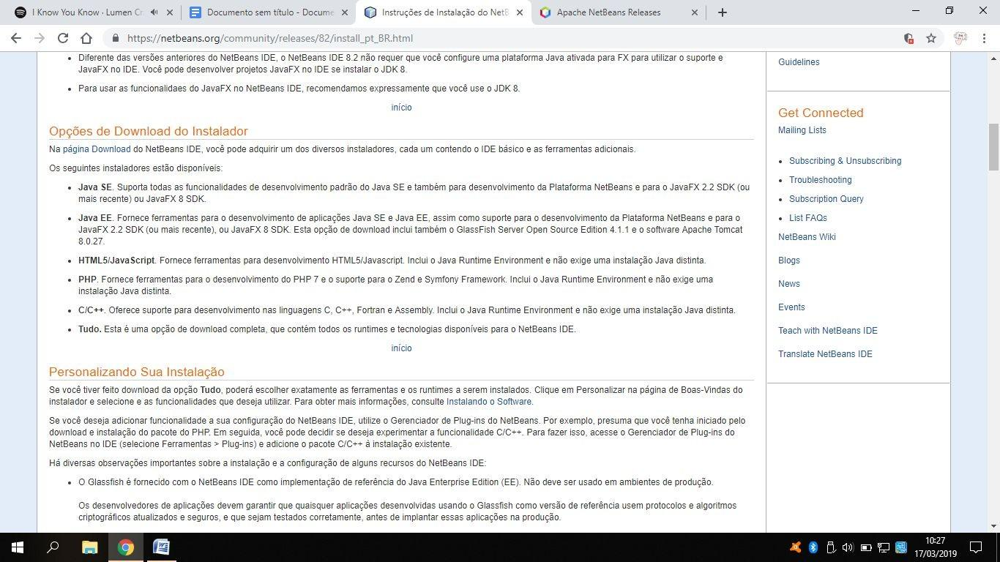 I Know You Know · Lumen Cr
Documento sem título - Docume
Instruções de Instalação do NetB
Apache NetBeans Releases
https://netbeans.org/community/releases/82/install_pt_BR.html
Diferente das versões anteriores do NetBeans IDE, o NetBeans IDE 8.2 não requer que você configure uma plataforma Java ativada para FX para utilizar o suporte e
JavaFX no IDE. Você pode desenvolver projetos JavaFX no IDE se instalar o JDK 8.
Para usar as funcionalidaes do JavaFX no NetBeans IDE, recomendamos expressamente que você use o JDK 8.
início
Opções de Download do Instalador
Na página Download do NetBeans IDE, você pode adquirir um dos diversos instaladores, cada um contendo o IDE básico e as ferramentas adicionais.
Os seguintes instaladores estão disponíveis:
Java SE. Suporta todas as funcionalidades de desenvolvimento padrão do Java SE e também para desenvolvimento da Plataforma NetBeans e para o JavaFX 2.2 SDK (ou
mais recente) ou JavaFX 8 SDK.
Java EE. Fornece ferramentas para o desenvolvimento de aplicações Java SE e Java EE, assim como suporte para o desenvolvimento da Plataforma NetBeans e para o
JavaFX 2.2 SDK (ou mais recente), ou JavaFX 8 SDK. Esta opção de download inclui também o GlassFish Server Open Source Edition 4.1.1 e o software Apache Tomcat
8.0.27.
HTML5/JavaScript. Fornece ferramentas para desenvolvimento HTML5/Javascript. Inclui o Java Runtime Environment e não exige uma instalação Java distinta.
PHP. Fornece ferramentas para o desenvolvimento do PHP 7 e o suporte para o Zend e Symfony Framework. Inclui o Java Runtime Environment e não exige uma
instalação Java distinta.
C/C++. Oferece suporte para desenvolvimento nas linguagens C, C++, Fortran e Assembly. Inclui o Java Runtime Environment e não exige uma instalação Java distinta.
Tudo. Esta é uma opção de download completa, que contém todos os runtimes e tecnologias disponíveis para o NetBeans IDE.
início
Personalizando Sua Instalação
Se você tiver feito download da opção Tudo, poderá escolher exatamente as ferramentas e os runtimes a serem instalados. Clique em Personalizar na página de Boas-Vindas do
instalador e selecione e as funcionalidades que deseja utilizar. Para obter mais informações, consulte Instalando o Software.
Se você deseja adicionar funcionalidade a sua configuração do NetBeans IDE, utilize o Gerenciador de Plug-ins do NetBeans. Por exemplo, presuma que você tenha iniciado pelo
download e instalação do pacote do PHP. Em seguida, você pode decidir se deseja experimentar a funcionalidade C/C++. Para fazer isso, acesse o Gerenciador de Plug-ins do
NetBeans no IDE (selecione Ferramentas > Plug-ins) e adicione o pacote C/C++ à instalação existente.
Há diversas observações importantes sobre a instalação e a configuração de alguns recursos do NetBeans IDE:
O Glassfish é fornecido com o NetBeans IDE como implementação de referência do Java Enterprise Edition (EE). Não deve ser usado em ambientes de produção.
Os desenvolvedores de aplicações devem garantir que quaisquer aplicações desenvolvidas usando o Glassfish como versão de referência usem protocolos e algoritmos
criptográficos atualizados e seguros, e que sejam testados corretamente, antes de implantar essas aplicações na produção.
Guidelines
Get Connected
Mailing Lists
Subscribing & Unsubscribing
Troubleshooting
Subscription Query
List FAQs
NetBeans Wiki
Blogs
News
Events
Teach with NetBeans IDE
Translate NetBeans IDE
10:27
17/03/2019